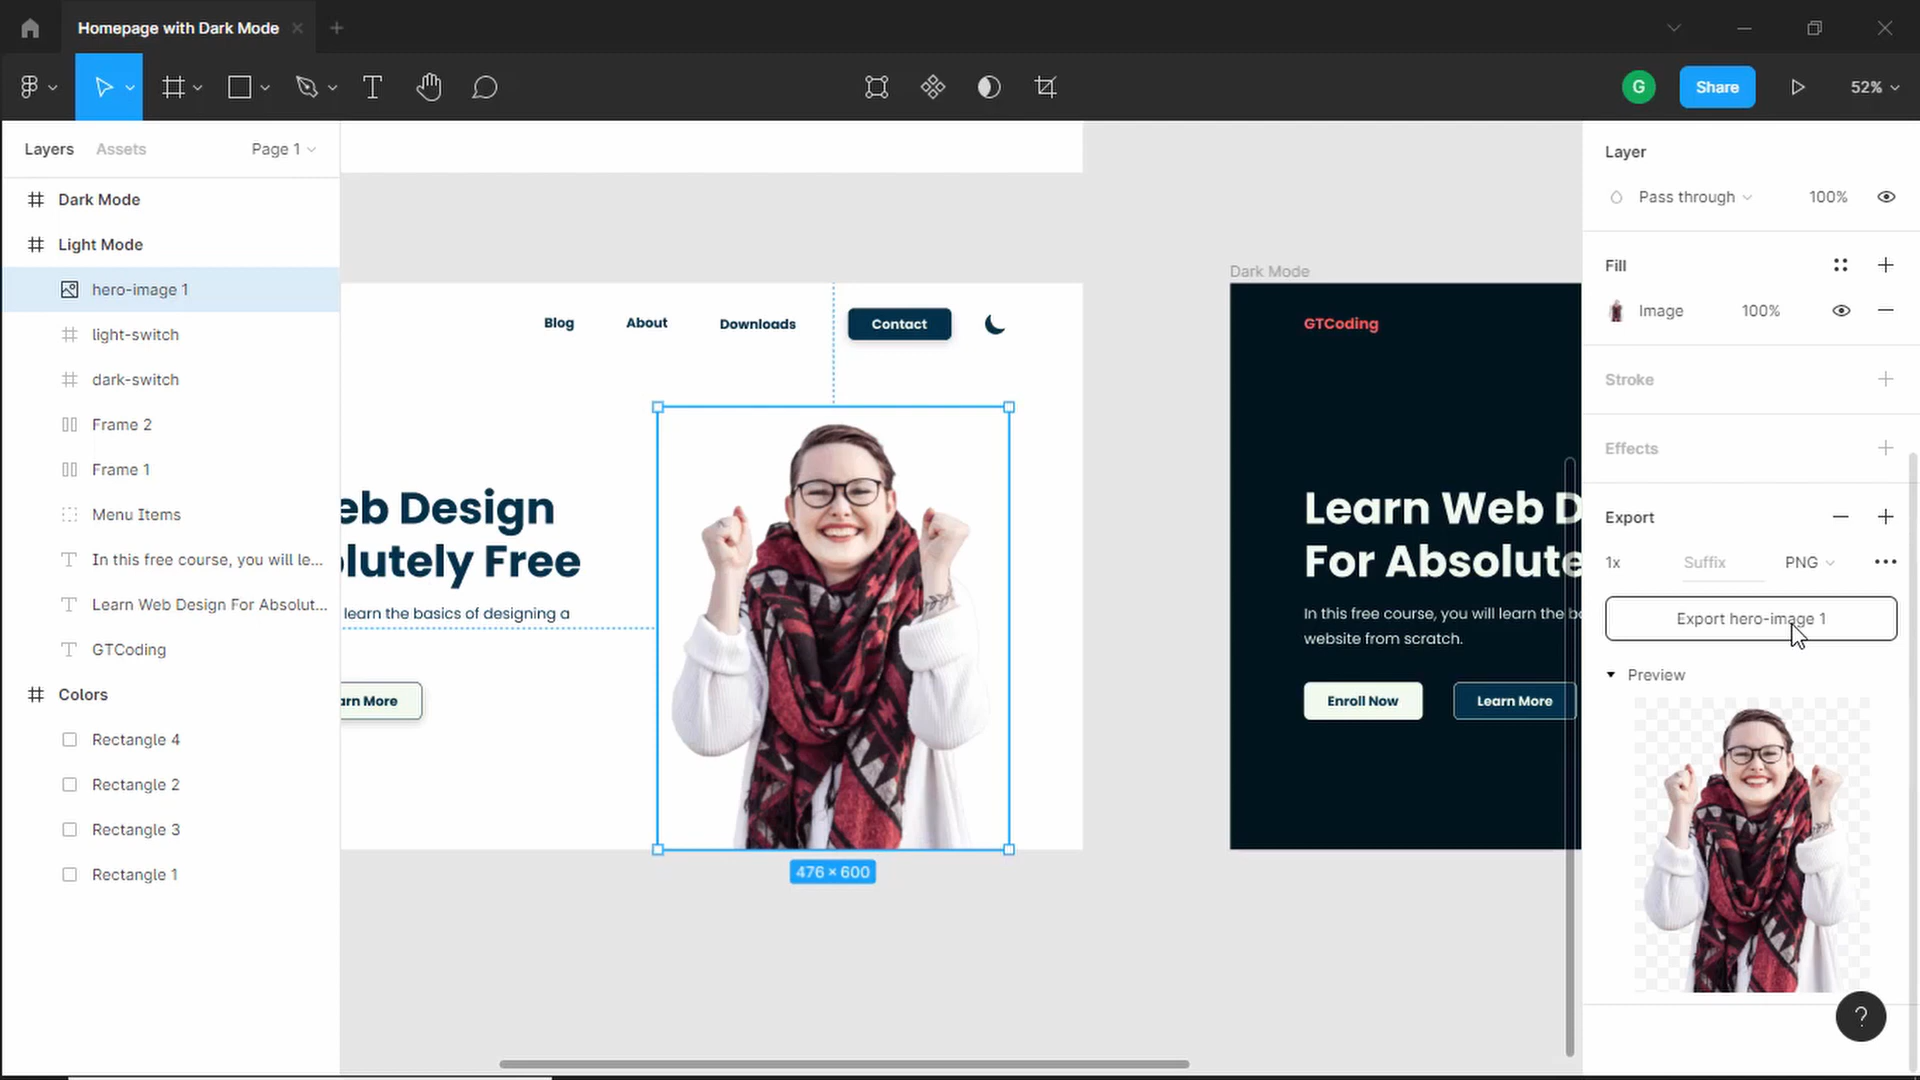 Homepage with Dark Mode
G
Share
52%
Layers
Assets
Page 1
Dark Mode
Light Mode
hero-image 1
light-switch
dark-switch
Frame 2
Frame 1
Menu Items
In this free course, you will le...
Learn Web Design For Absolut...
GTCoding
Colors
Rectangle 4
Rectangle 2
Rectangle 3
Rectangle 1
Blog
About
Downloads
Contact
eb Design
olutely Free
learn the basics of designing a
arn More
476 × 600
Dark Mode
GTCoding
Learn Web D
For Absolute
In this free course, you will learn the ba
website from scratch.
Enroll Now
Learn More
Layer
Pass through
100%
Fill
Image
100%
Stroke
Effects
Export
1x
Suffix
PNG
Export hero-image 1
Preview
?